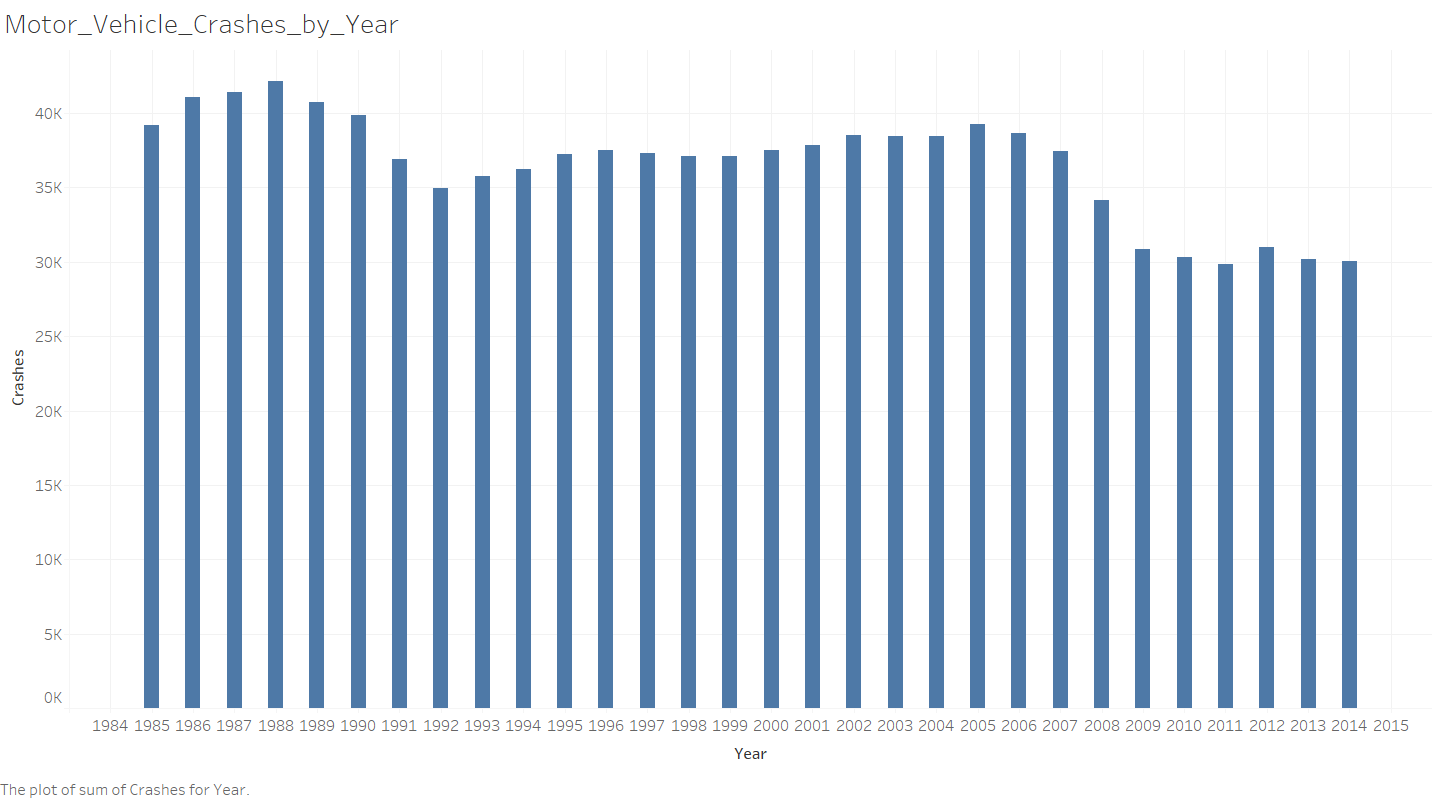 Motor_Vehicle_Crashes_by_Year
40K
35K
30K
25K
20K
15K
10K
5K
0K
Crashes
1984 1985 1986 1987 1988 1989 1990 1991 1992 1993 1994 1995 1996 1997 1998 1999 2000 2001 2002 2003 2004 2005 2006 2007 2008 2009 2010 2011 2012 2013 2014 2015
Year
The plot of sum of Crashes for Year.